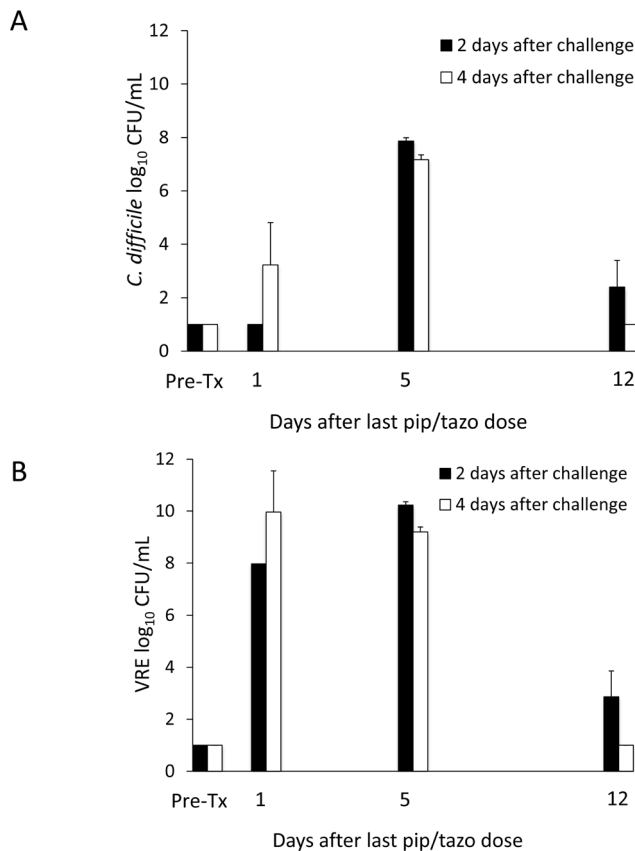 A
12
10
8
6
4
2
0
C. difficile log10 CFU/mL
2 days after challenge
4 days after challenge
Pre-Tx 1 5 12
Days after last pip/tazo dose
B
12
10
8
6
4
2
0
VRE log10 CFU/mL
2 days after challenge
4 days after challenge
Pre-Tx 1 5 12
Days after last pip/tazo dose